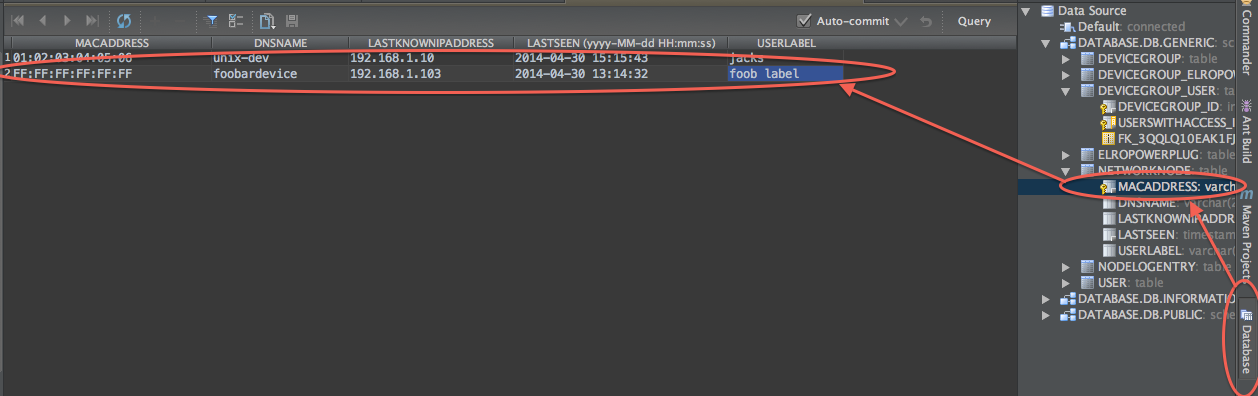 Auto-commit Query
MACADDRESS DNSNAME LASTKNOWNIPADDRESS LASTSEEN (yyyy-MM-dd HH:mm:ss) USERLABEL
1 01:02:03:04:05:06 unix-dev 192.168.1.10 2014-04-30 15:15:43 jacks
2 FF:FF:FF:FF:FF:FF foobardevice 192.168.1.103 2014-04-30 13:14:32 foob label
Data Source
Default: connected
DATABASE.DB.GENERIC: sc
DEVICEGROUP: table
DEVICEGROUP_ELROPOW
DEVICEGROUP_USER: ta
DEVICEGROUP_ID: in
USERSWITHACCESS_I
FK_3QQLQ10EAK1FJ
ELROPOWERPLUG: table
NETWORKNODE: table
MACADDRESS: varch
DNSNAME: varchar(2
LASTKNOWNIPADDR
LASTSEEN: timestam
USERLABEL: varchar(
NODELOGENTRY: table
USER: table
DATABASE.DB.INFORMATIO
DATABASE.DB.PUBLIC: sche
Commander
Ant Build
Maven Projects
Database